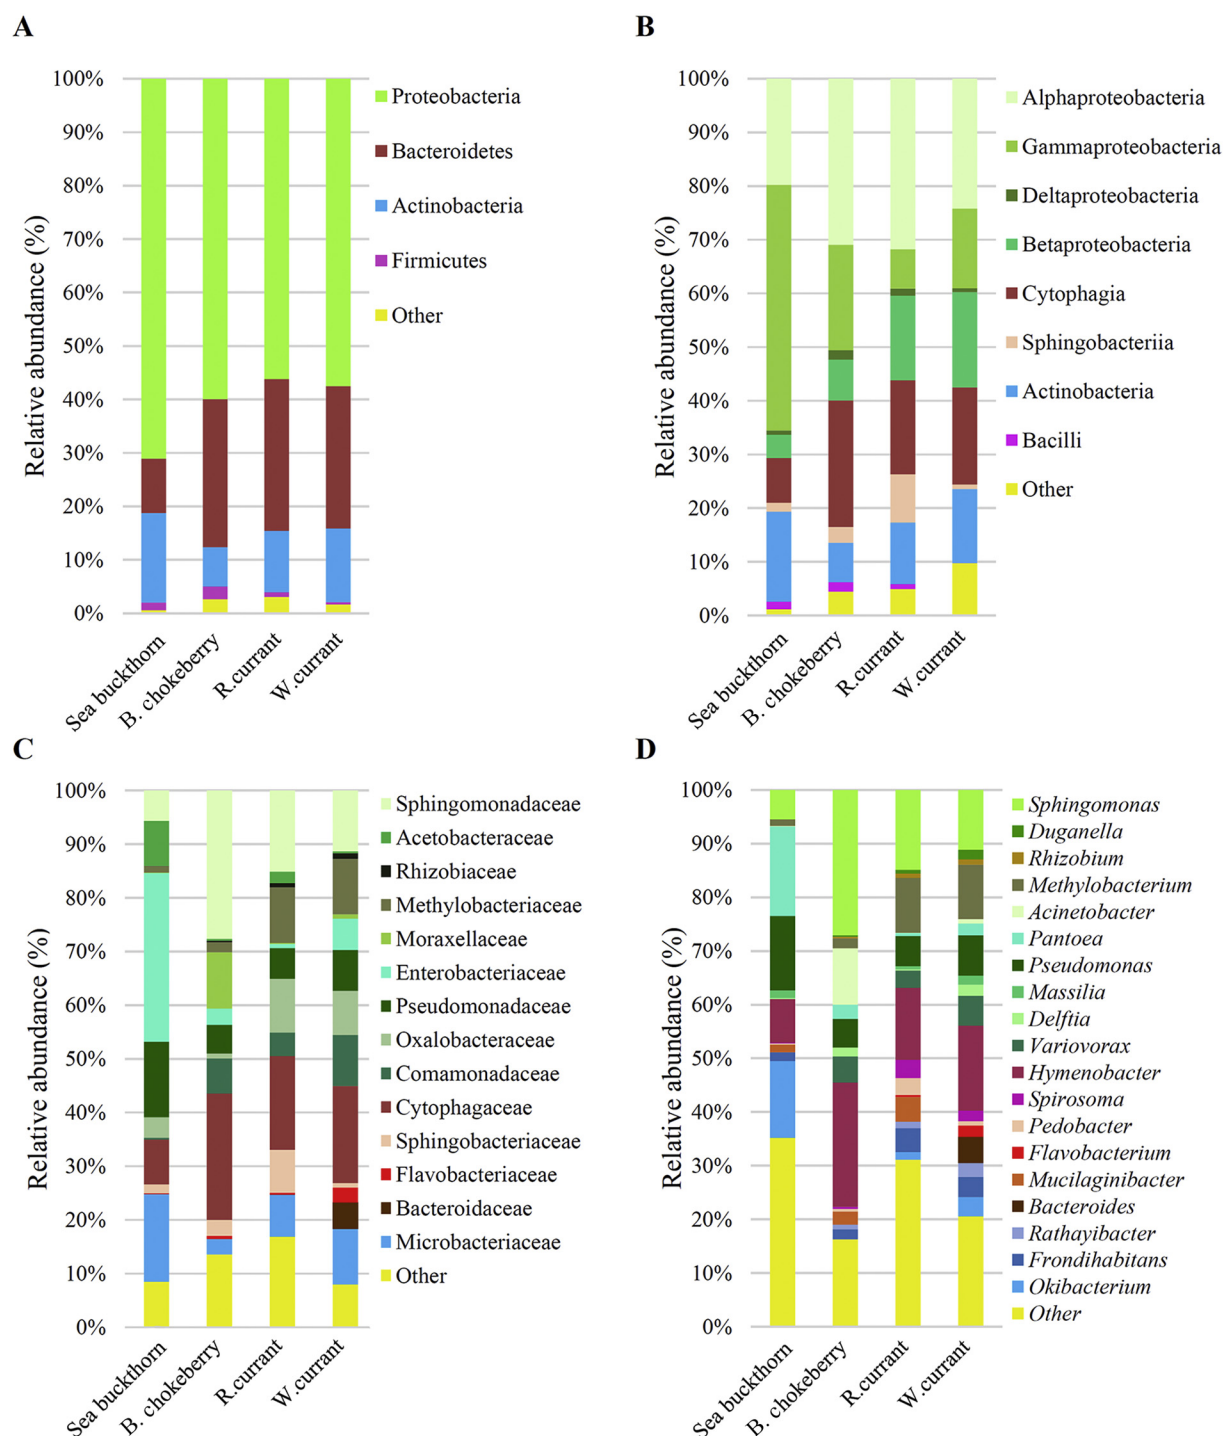 A
Relative abundance (%)
100%
90%
80%
70%
60%
50%
40%
30%
20%
10%
0%
Sea buckthorn
B. chokeberry
R.currant
W.currant
Proteobacteria
Bacteroidetes
Actinobacteria
Firmicutes
Other
B
Relative abundance (%)
100%
90%
80%
70%
60%
50%
40%
30%
20%
10%
0%
Sea buckthorn
B. chokeberry
R.currant
W.currant
Alphaproteobacteria
Gammaproteobacteria
Deltaproteobacteria
Betaproteobacteria
Cytophagia
Sphingobacteriia
Actinobacteria
Bacilli
Other
C
Relative abundance (%)
100%
90%
80%
70%
60%
50%
40%
30%
20%
10%
0%
Sea buckthorn
B. chokeberry
R.currant
W.currant
Sphingomonadaceae
Acetobacteraceae
Rhizobiaceae
Methylobacteriaceae
Moraxellaceae
Enterobacteriaceae
Pseudomonadaceae
Oxalobacteraceae
Comamonadaceae
Cytophagaceae
Sphingobacteriaceae
Flavobacteriaceae
Bacteroidaceae
Microbacteriaceae
Other
D
Relative abundance (%)
100%
90%
80%
70%
60%
50%
40%
30%
20%
10%
0%
Sea buckthorn
B. chokeberry
R.currant
W.currant
Sphingomonas
Duganella
Rhizobium
Methylobacterium
Acinetobacter
Pantoea
Pseudomonas
Massilia
Delftia
Variovorax
Hymenobacter
Spirosoma
Pedobacter
Flavobacterium
Mucilaginibacter
Bacteroides
Rathayibacter
Frondihabitans
Okibacterium
Other